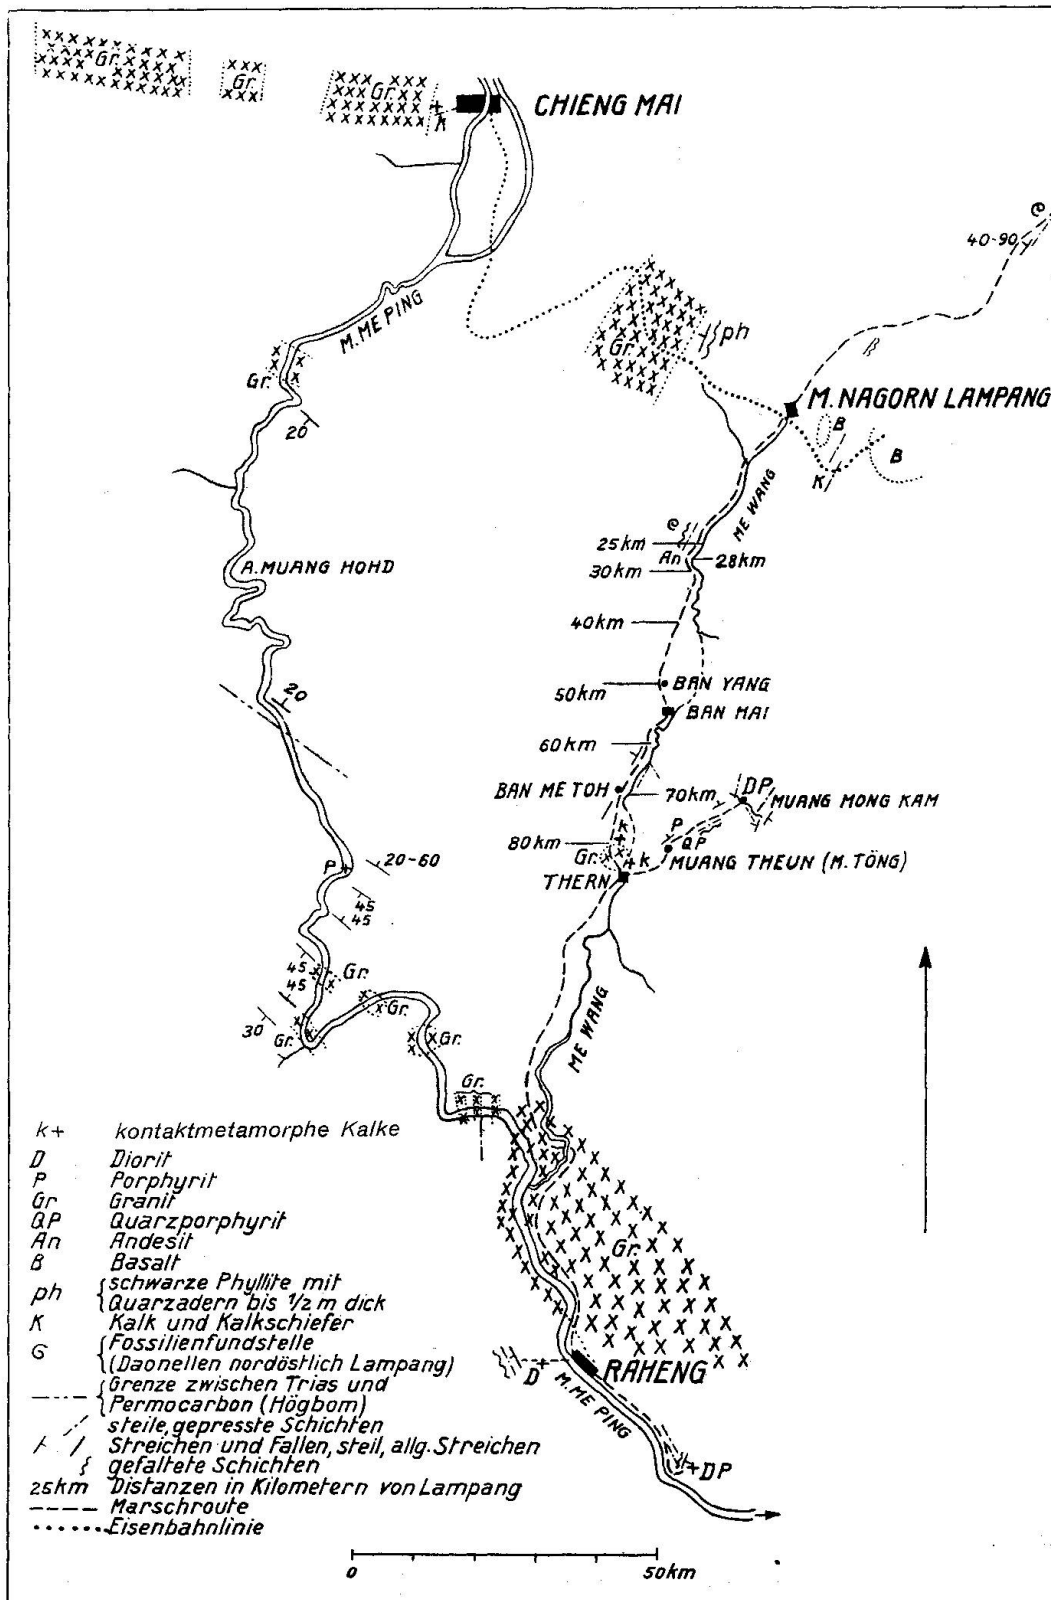 Gr.
Gr.
Gr.
K
CHIENG MAI
40-90
M. ME PING
Gr.
ph
Gr.
20
M. NAGORN LAMPANG
B
B
K
ME WANG
25km
An
28km
30km
A. MUANG HOHD
40km
20
50km
BAN YANG
BAN MAI
60km
BAN ME TOH
70km
DP
MUANG MONG KAM
k
80km
P
QP
Gr.
k
MUANG THEUN (M. TÖNG)
THERN
P
20-60
45
45
45
45
Gr.
30
Gr.
Gr.
Gr.
ME WANG
Gr.
k+ kontaktmetamorphe Kalke
D Diorit
P Porphyrit
Gr Granit
QP Quarzporphyrit
An Andesit
B Basalt
ph schwarze Phyllite mit
Quarzadern bis 1/2 m dick
K Kalk und Kalkschiefer
G Fossilienfundstelle
(Daonellen nordöstlich Lampang)
Grenze zwischen Trias und
Permocarbon (Högbom)
steile, gepresste Schichten
Streichen und Fallen, steil, allg. Streichen
gefaltete Schichten
25km Distanzen in Kilometern von Lampang
Marschroute
Eisenbahnlinie
Gr.
D
RAHENG
M. ME PING
DP
0 50km